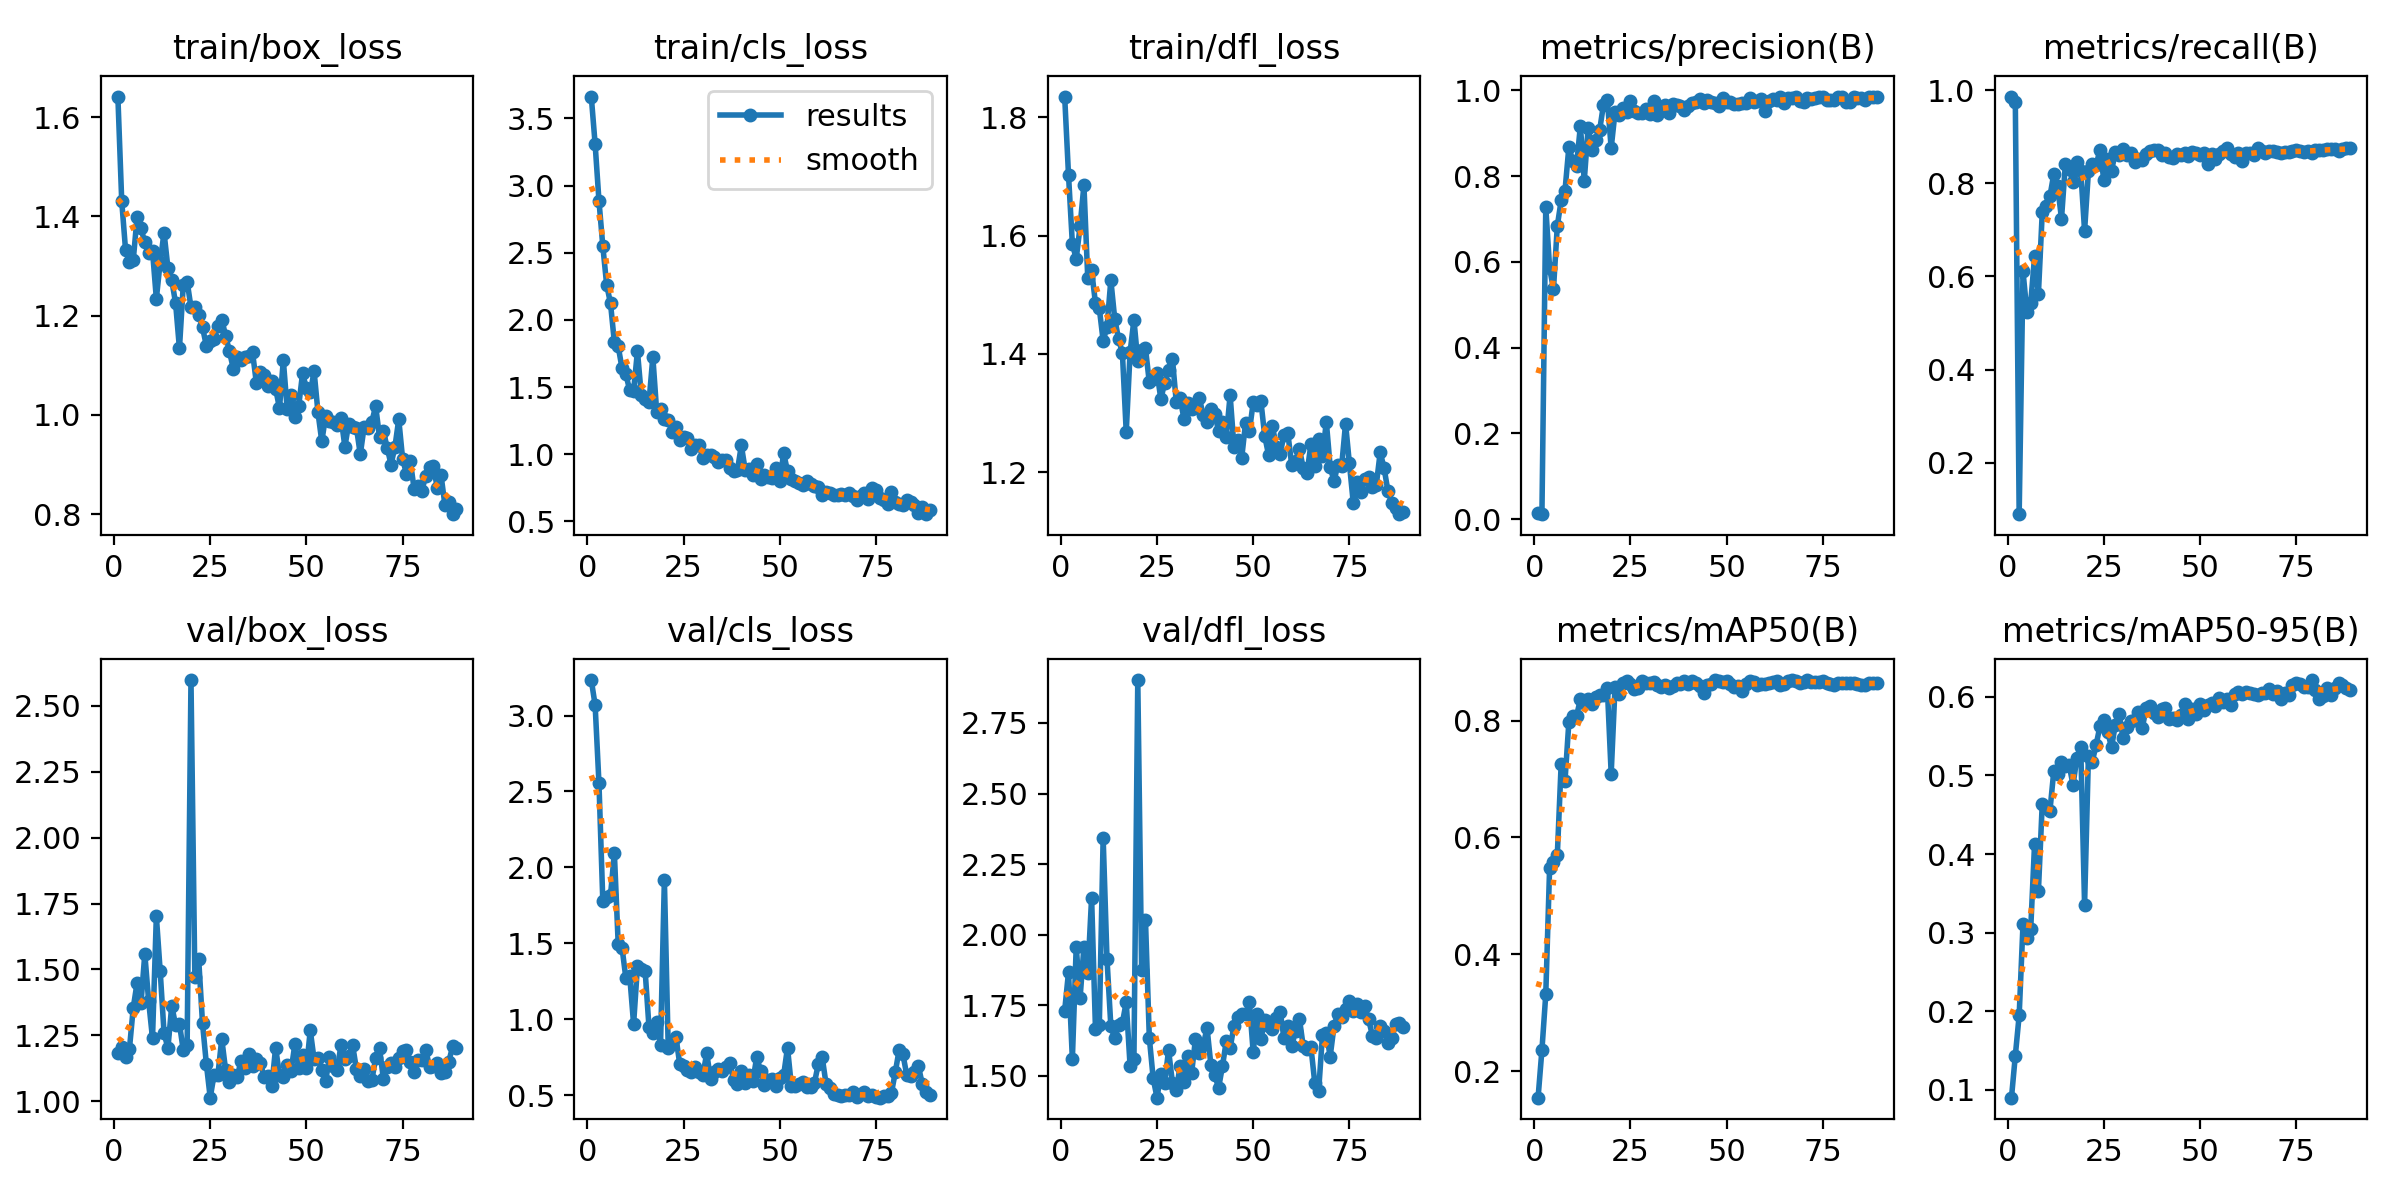 train/box_loss
1.6
1.4
1.2
1.0
0.8
0 25 50 75
train/cls_loss
results
smooth
3.5
3.0
2.5
2.0
1.5
1.0
0.5
0 25 50 75
train/dfl_loss
1.8
1.6
1.4
1.2
0 25 50 75
metrics/precision(B)
1.0
0.8
0.6
0.4
0.2
0.0
0 25 50 75
metrics/recall(B)
1.0
0.8
0.6
0.4
0.2
0 25 50 75
val/box_loss
2.50
2.25
2.00
1.75
1.50
1.25
1.00
0 25 50 75
val/cls_loss
3.0
2.5
2.0
1.5
1.0
0.5
0 25 50 75
val/dfl_loss
2.75
2.50
2.25
2.00
1.75
1.50
0 25 50 75
metrics/mAP50(B)
0.8
0.6
0.4
0.2
0 25 50 75
metrics/mAP50-95(B)
0.6
0.5
0.4
0.3
0.2
0.1
0 25 50 75